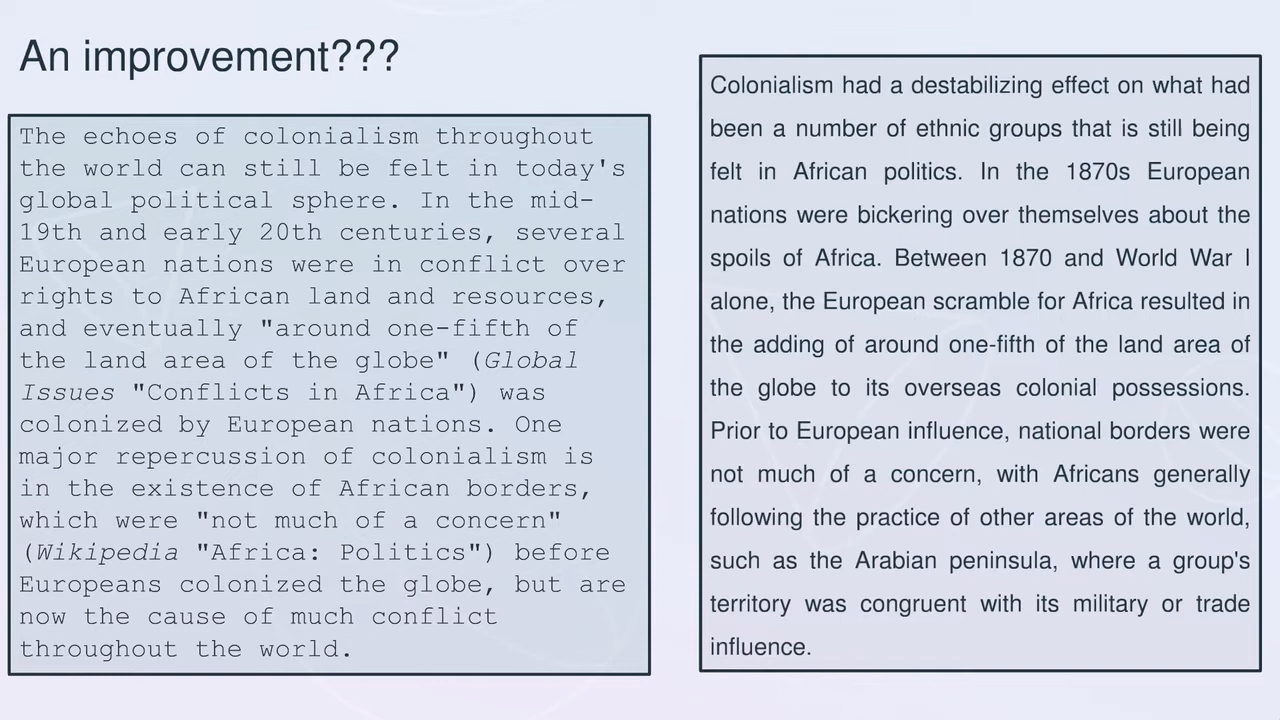 An improvement???
The echoes of colonialism throughout
the world can still be felt in today's
global political sphere. In the mid-
19th and early 20th centuries, several
European nations were in conflict over
rights to African land and resources,
and eventually "around one-fifth of
the land area of the globe" (Global
Issues "Conflicts in Africa") was
colonized by European nations. One
major repercussion of colonialism is
in the existence of African borders,
which were "not much of a concern"
(Wikipedia "Africa: Politics") before
Europeans colonized the globe, but are
now the cause of much conflict
throughout the world.
Colonialism had a destabilizing effect on what had
been a number of ethnic groups that is still being
felt in African politics. In the 1870s European
nations were bickering over themselves about the
spoils of Africa. Between 1870 and World War I
alone, the European scramble for Africa resulted in
the adding of around one-fifth of the land area of
the globe to its overseas colonial possessions.
Prior to European influence, national borders were
not much of a concern, with Africans generally
following the practice of other areas of the world,
such as the Arabian peninsula, where a group's
territory was congruent with its military or trade
influence.